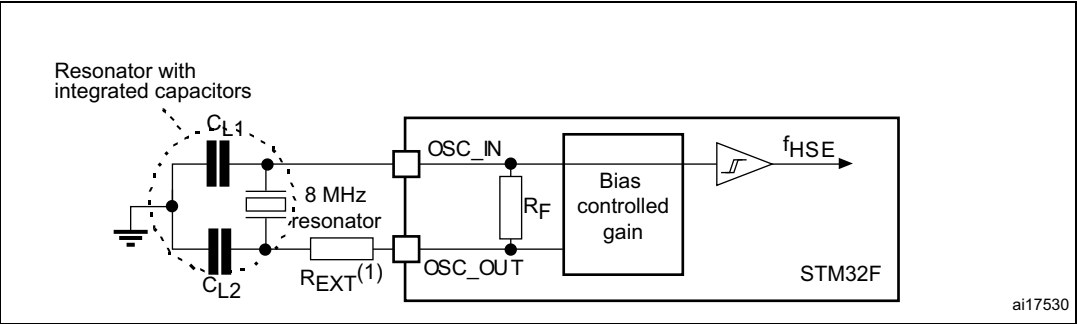 Resonator with
integrated capacitors
CL1
OSC_IN
fHSE
8 MHz
resonator
RF
Bias
controlled
gain
REXT(1)
OSC_OUT
CL2
STM32F
ai17530